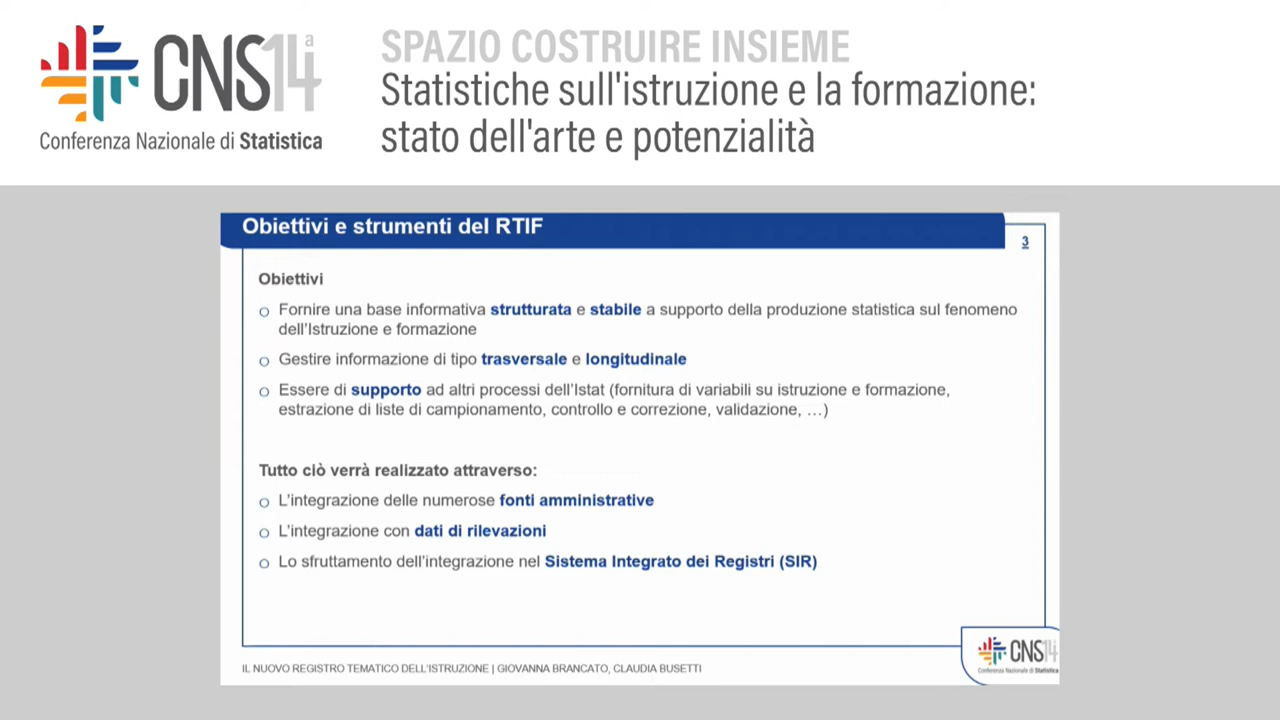 CNS14ª
Conferenza Nazionale di Statistica
SPAZIO COSTRUIRE INSIEME
Statistiche sull'istruzione e la formazione:
stato dell'arte e potenzialità
Obiettivi e strumenti del RTIF
3
Obiettivi
o Fornire una base informativa strutturata e stabile a supporto della produzione statistica sul fenomeno
dell'Istruzione e formazione
o Gestire informazione di tipo trasversale e longitudinale
o Essere di supporto ad altri processi dell'Istat (fornitura di variabili su istruzione e formazione,
estrazione di liste di campionamento, controllo e correzione, validazione, …)
Tutto ciò verrà realizzato attraverso:
o L'integrazione delle numerose fonti amministrative
o L'integrazione con dati di rilevazioni
o Lo sfruttamento dell'integrazione nel Sistema Integrato dei Registri (SIR)
IL NUOVO REGISTRO TEMATICO DELL'ISTRUZIONE | GIOVANNA BRANCATO, CLAUDIA BUSETTI
CNS14
Conferenza Nazionale di Statistica